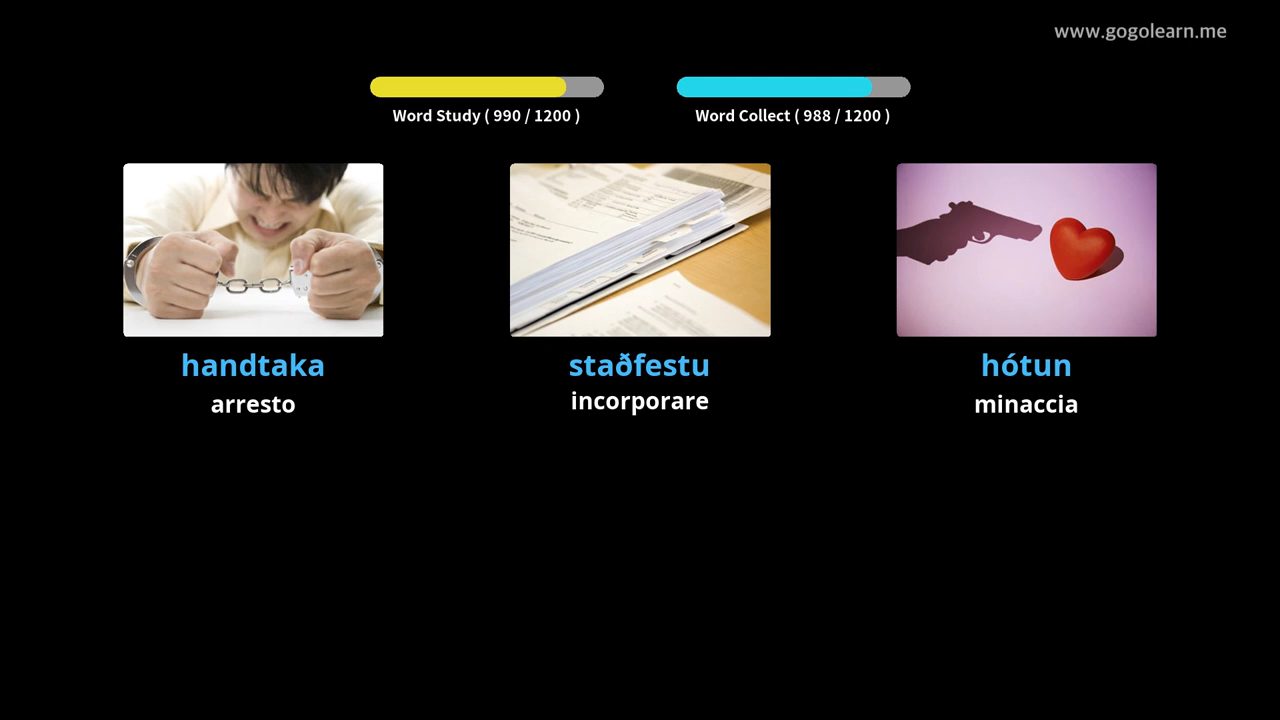 www.gogolearn.me
Word Study ( 990 / 1200 )
Word Collect ( 988 / 1200 )
handtaka
arresto
staðfestu
incorporare
hótun
minaccia